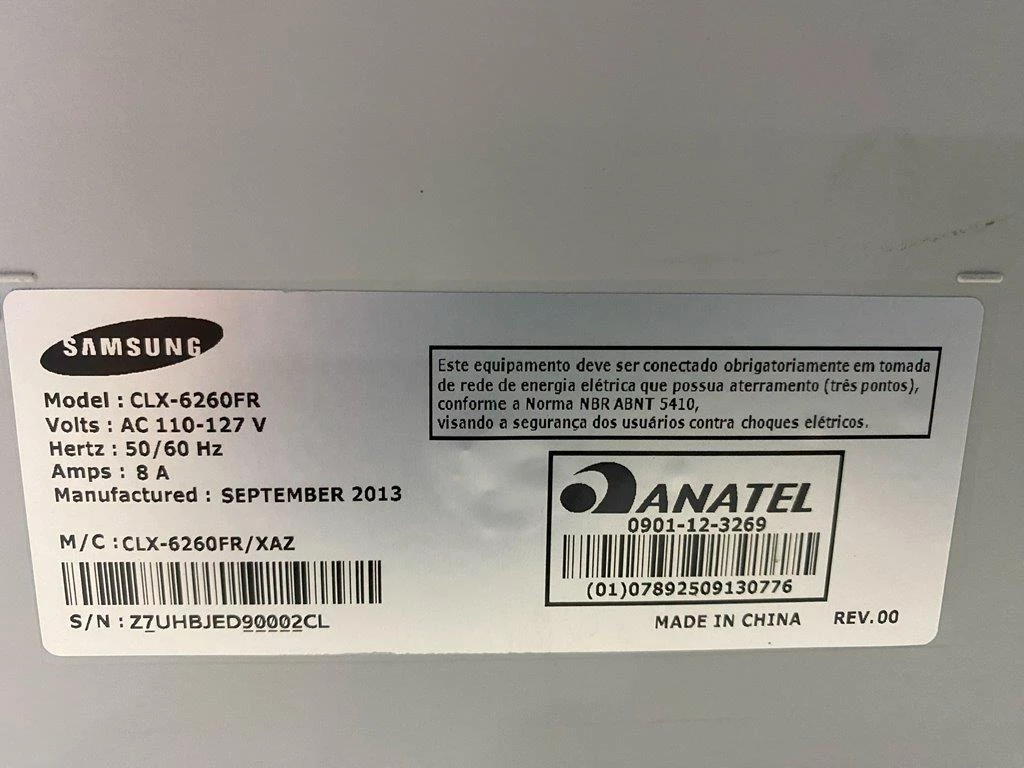 SAMSUNG
Model : CLX-6260FR
Volts : AC 110-127 V
Hertz : 50/60 Hz
Amps : 8 A
Manufactured : SEPTEMBER 2013
M/C : CLX-6260FR/XAZ
S/N : Z7UHBJED90002CL
Este equipamento deve ser conectado obrigatoriamente em tomada
de rede de energia elétrica que possua aterramento (três pontos),
conforme a Norma NBR ABNT 5410,
visando a segurança dos usuários contra choques elétricos.
ANATEL
0901-12-3269
(01)07892509130776
MADE IN CHINA REV.00